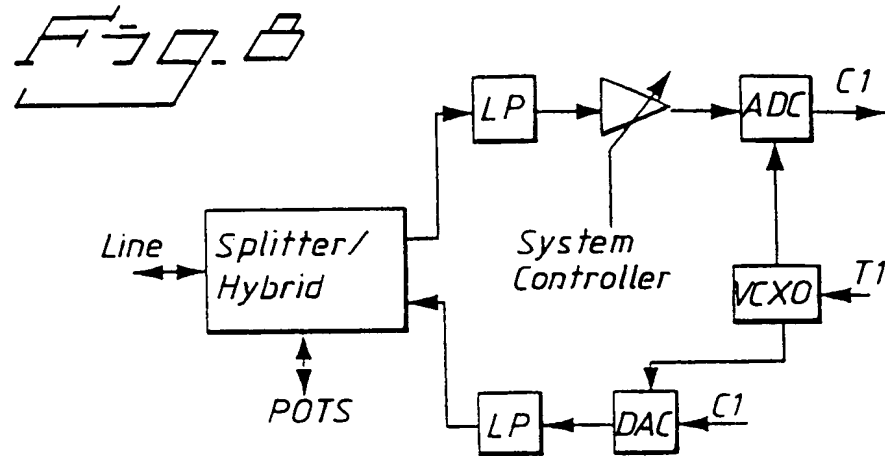 Fig. 8
LP
ADC
C1
Line
Splitter/
Hybrid
System
Controller
VCXO
T1
POTS
LP
DAC
C1